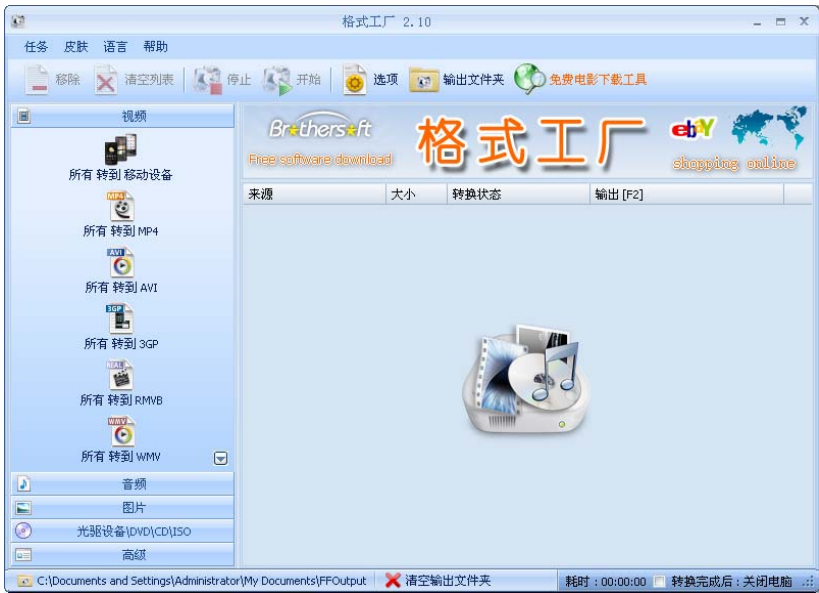 格式工厂 2.10
任务 皮肤 语言 帮助
移除 清空列表 停止 开始 选项 输出文件夹 免费电影下载工具
视频
所有 转到 移动设备
MP4
所有 转到 MP4
AVI
所有 转到 AVI
3GP
所有 转到 3GP
REAL
所有 转到 RMVB
WMV
所有 转到 WMV
音频
图片
光驱设备\DVD\CD\ISO
高级
Brothersoft
Free software download
格式工厂
ebY
shopping online
来源 大小 转换状态 输出 [F2]
C:\Documents and Settings\Administrator\My Documents\FFOutput 清空输出文件夹 耗时 : 00:00:00 转换完成后 : 关闭电脑